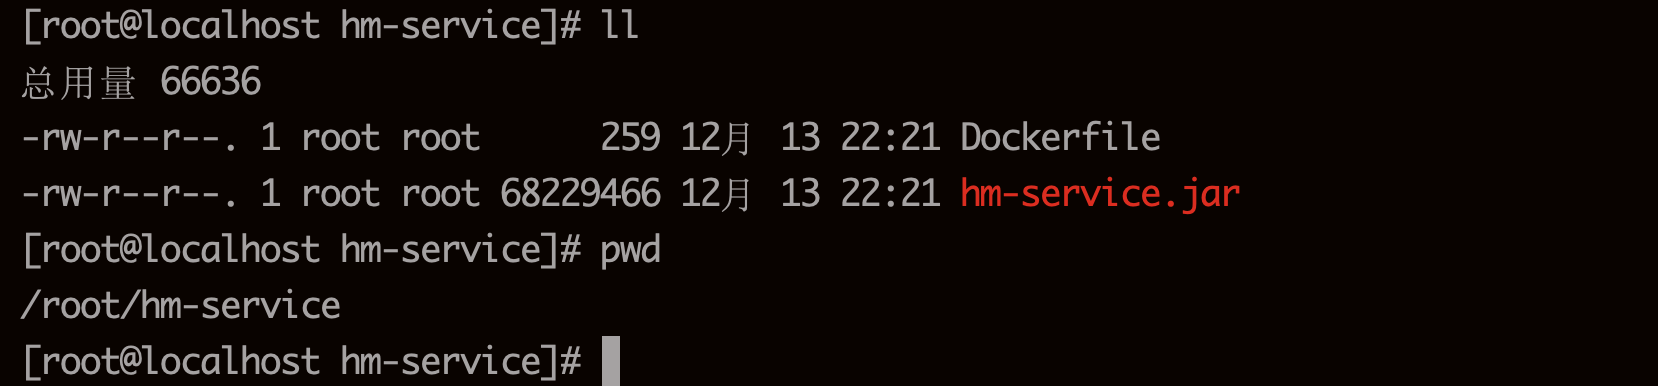 [root@localhost hm-service]# ll
总用量 66636
-rw-r--r--. 1 root root      259 12月  13 22:21 Dockerfile
-rw-r--r--. 1 root root 68229466 12月  13 22:21 hm-service.jar
[root@localhost hm-service]# pwd
/root/hm-service
[root@localhost hm-service]#